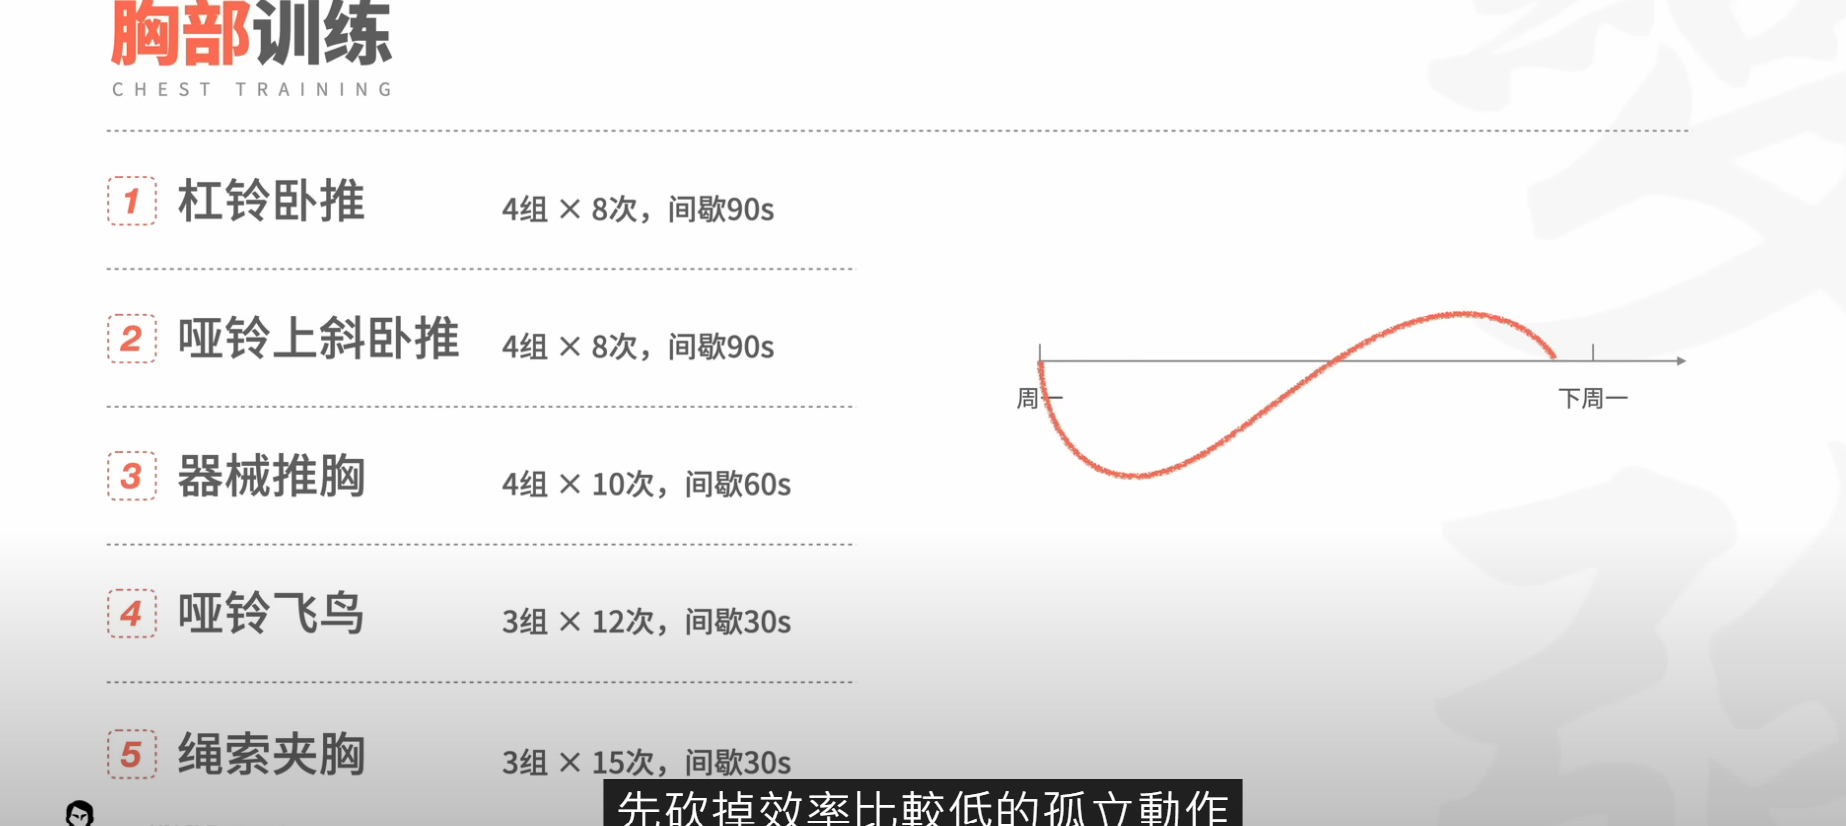 胸部训练
CHEST TRAINING
1 杠铃卧推 4组 × 8次，间歇90s
2 哑铃上斜卧推 4组 × 8次，间歇90s
3 器械推胸 4组 × 10次，间歇60s
4 哑铃飞鸟 3组 × 12次，间歇30s
5 绳索夹胸 3组 × 15次，间歇30s
周一
下周一
先砍掉效率比較低的孤立動作